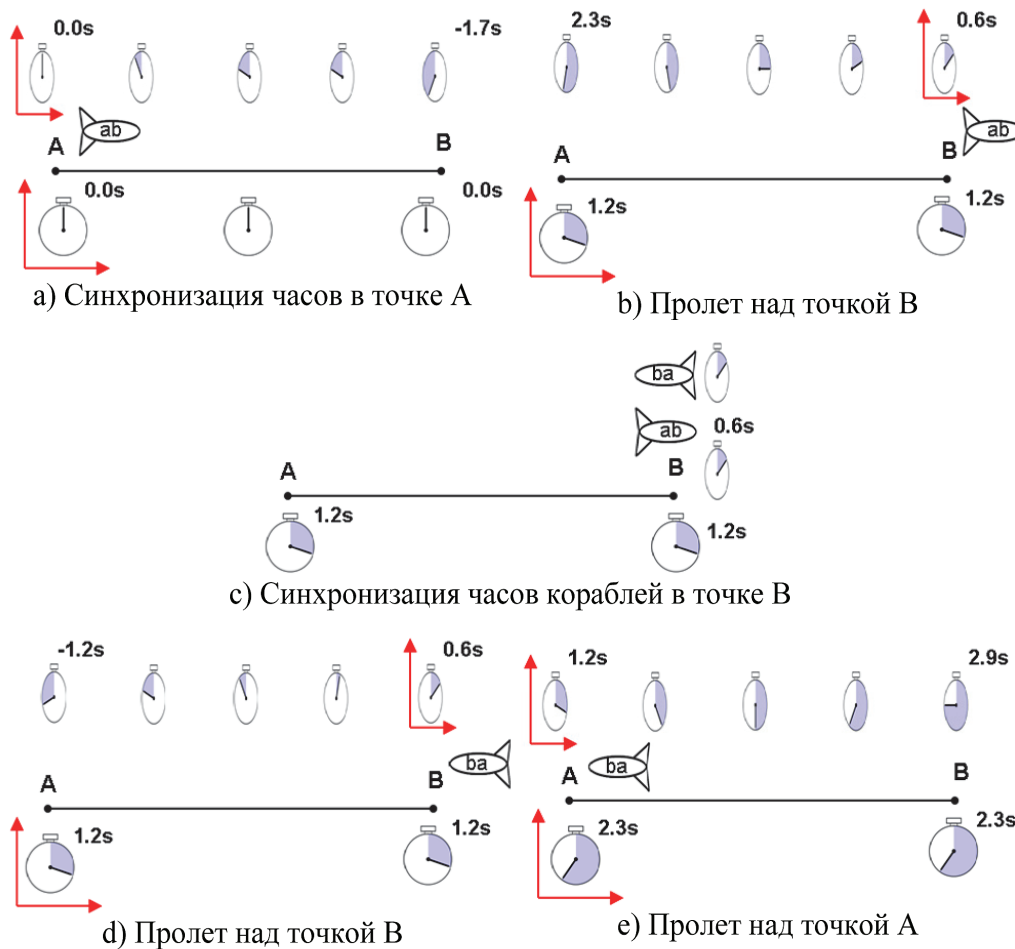 0.0s -1.7s
ab
A B
0.0s 0.0s
a) Синхронизация часов в точке А
2.3s 0.6s
ab
A B
1.2s 1.2s
b) Пролет над точкой В
ba
ab 0.6s
A B
1.2s 1.2s
c) Синхронизация часов кораблей в точке В
-1.2s 0.6s
ba
A B
1.2s 1.2s
d) Пролет над точкой В
1.2s 2.9s
ba
A B
2.3s 2.3s
e) Пролет над точкой А